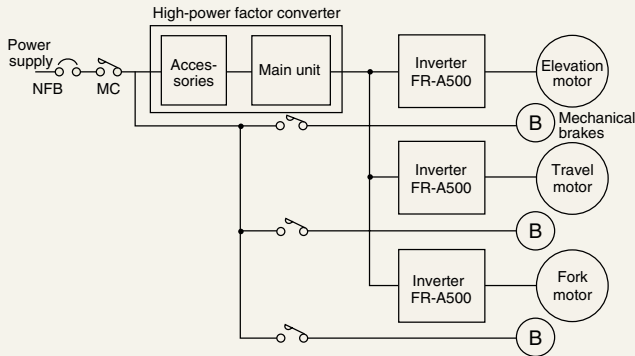 High-power factor converter
Power
supply
NFB
MC
Acces-
sories
Main unit
Inverter
FR-A500
Elevation
motor
B
Mechanical
brakes
Inverter
FR-A500
Travel
motor
B
Inverter
FR-A500
Fork
motor
B